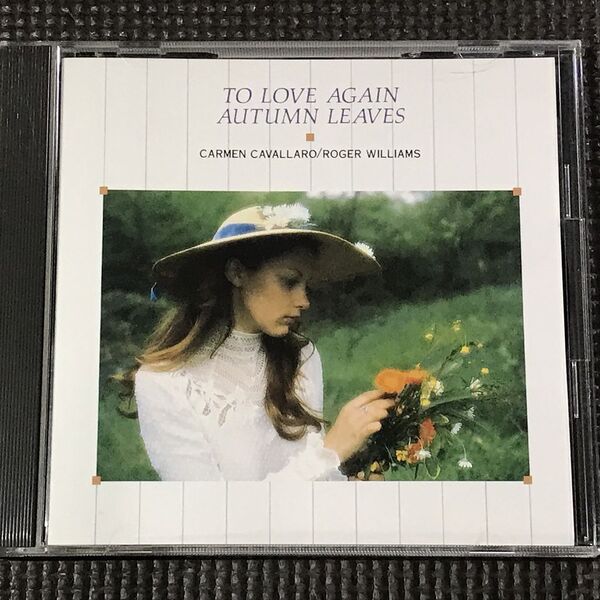 TO LOVE AGAIN
AUTUMN LEAVES
CARMEN CAVALLARO/ROGER WILLIAMS